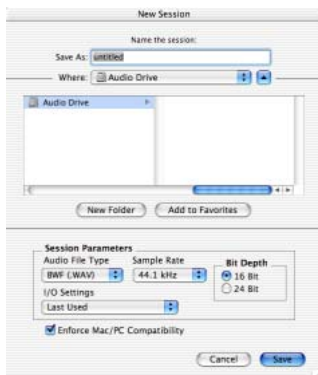 New Session
Name the session:
Save As: untitled
Where: Audio Drive
Audio Drive
New Folder Add to Favorites
Session Parameters
Audio File Type Sample Rate Bit Depth
BWF (.WAV) 44.1 kHz 16 Bit
24 Bit
I/O Settings
Last Used
Enforce Mac/PC Compatibility
Cancel Save